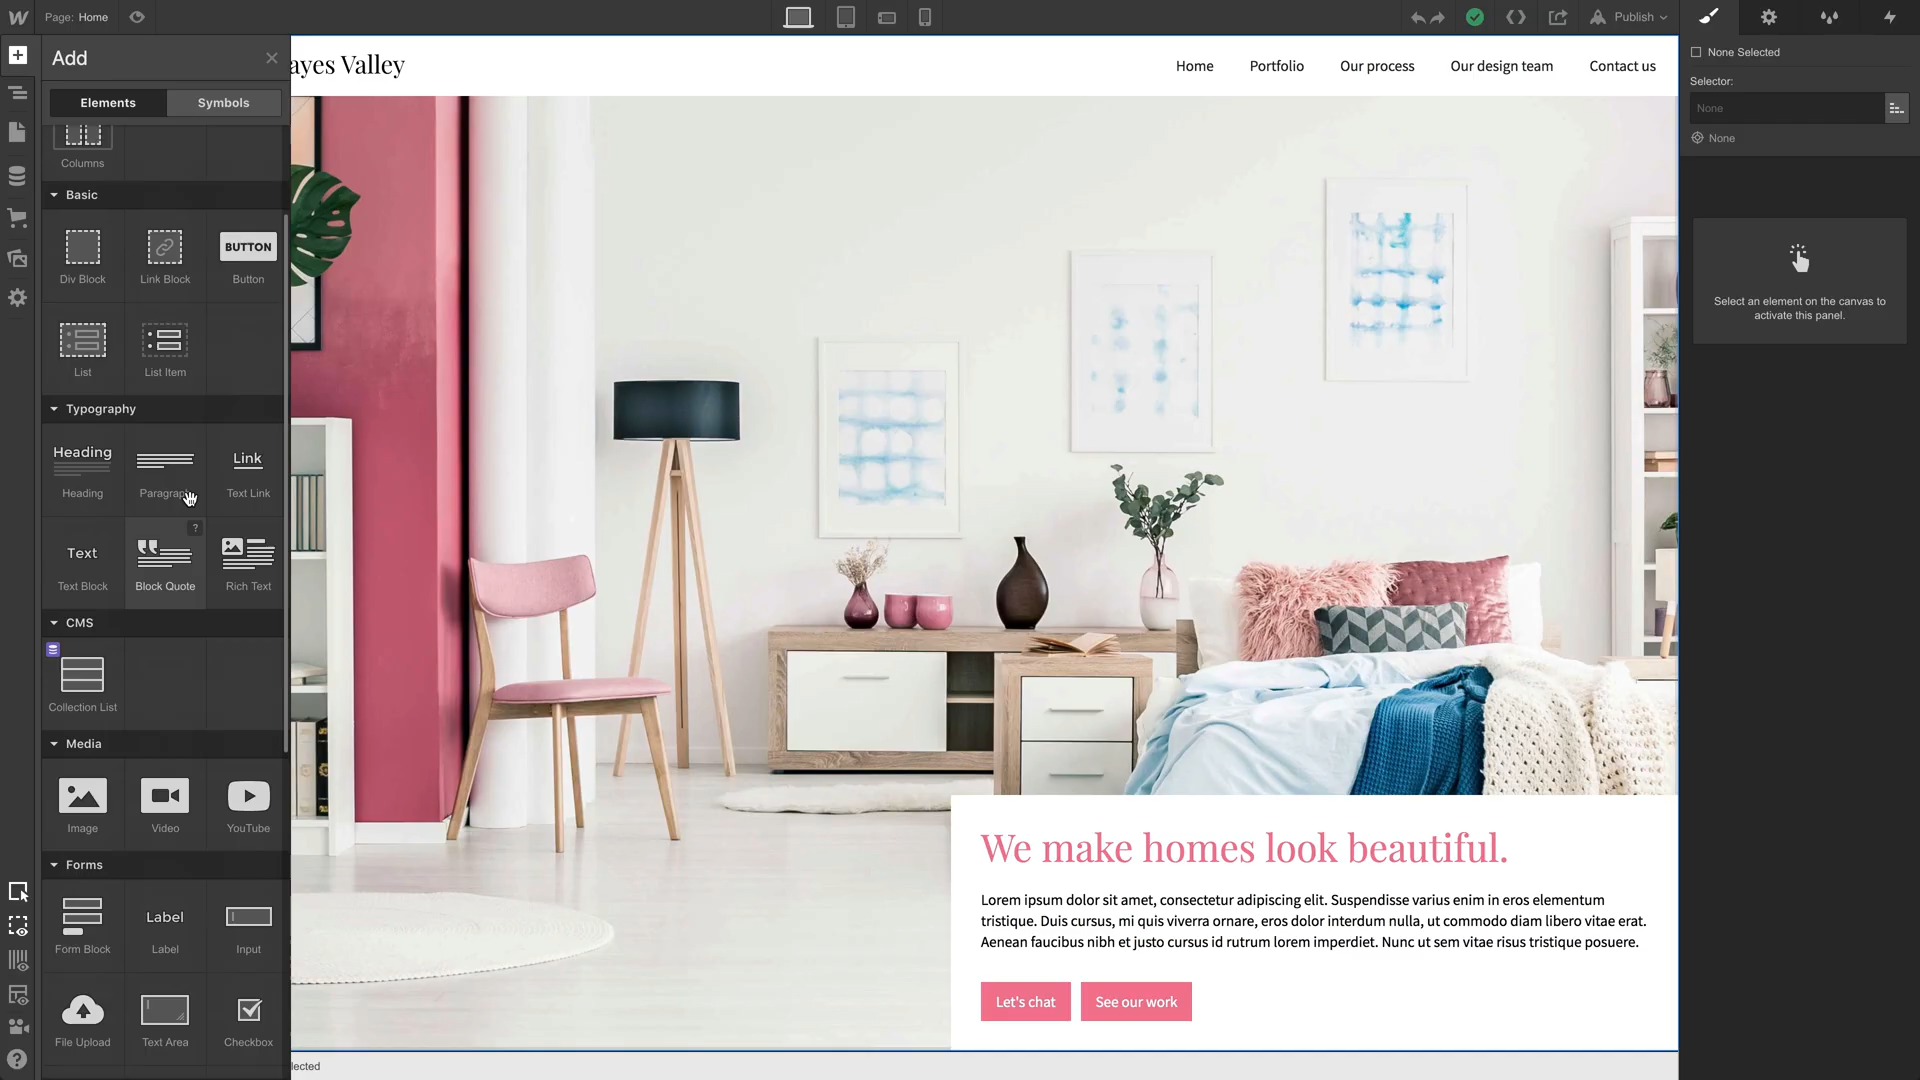 Page: Home
Publish
Add
Elements
Symbols
Columns
Basic
Div Block
Link Block
BUTTON
Button
List
List Item
Typography
Heading
Heading
Paragraph
Link
Text Link
Text
Text Block
?
Block Quote
Rich Text
CMS
Collection List
Media
Image
Video
YouTube
Forms
Form Block
Label
Label
Input
File Upload
Text Area
Checkbox
ayes Valley
Home
Portfolio
Our process
Our design team
Contact us
We make homes look beautiful.
Lorem ipsum dolor sit amet, consectetur adipiscing elit. Suspendisse varius enim in eros elementum
tristique. Duis cursus, mi quis viverra ornare, eros dolor interdum nulla, ut commodo diam libero vitae erat.
Aenean faucibus nibh et justo cursus id rutrum lorem imperdiet. Nunc ut sem vitae risus tristique posuere.
Let's chat
See our work
lected
None Selected
Selector:
None
None
Select an element on the canvas to
activate this panel.